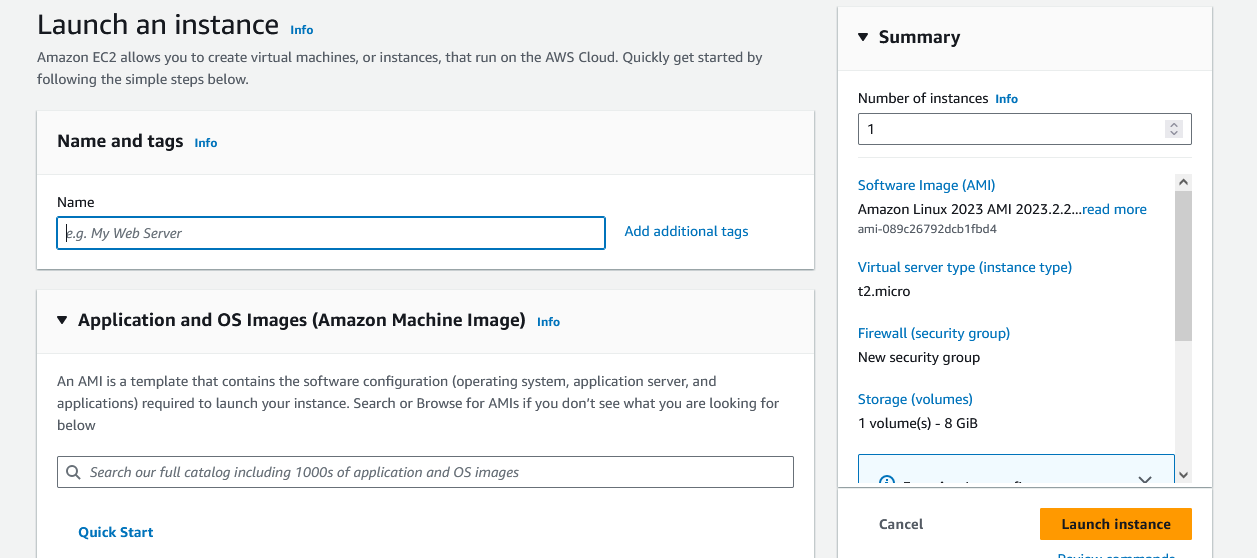 Launch an instance Info
Amazon EC2 allows you to create virtual machines, or instances, that run on the AWS Cloud. Quickly get started by
following the simple steps below.
Name and tags Info
Name
e.g. My Web Server
Add additional tags
Application and OS Images (Amazon Machine Image) Info
An AMI is a template that contains the software configuration (operating system, application server, and
applications) required to launch your instance. Search or Browse for AMIs if you don’t see what you are looking for
below
Search our full catalog including 1000s of application and OS images
Quick Start
Summary
Number of instances Info
1
Software Image (AMI)
Amazon Linux 2023 AMI 2023.2.2...read more
ami-089c26792dcb1fbd4
Virtual server type (instance type)
t2.micro
Firewall (security group)
New security group
Storage (volumes)
1 volume(s) - 8 GiB
Cancel
Launch instance
Review commands